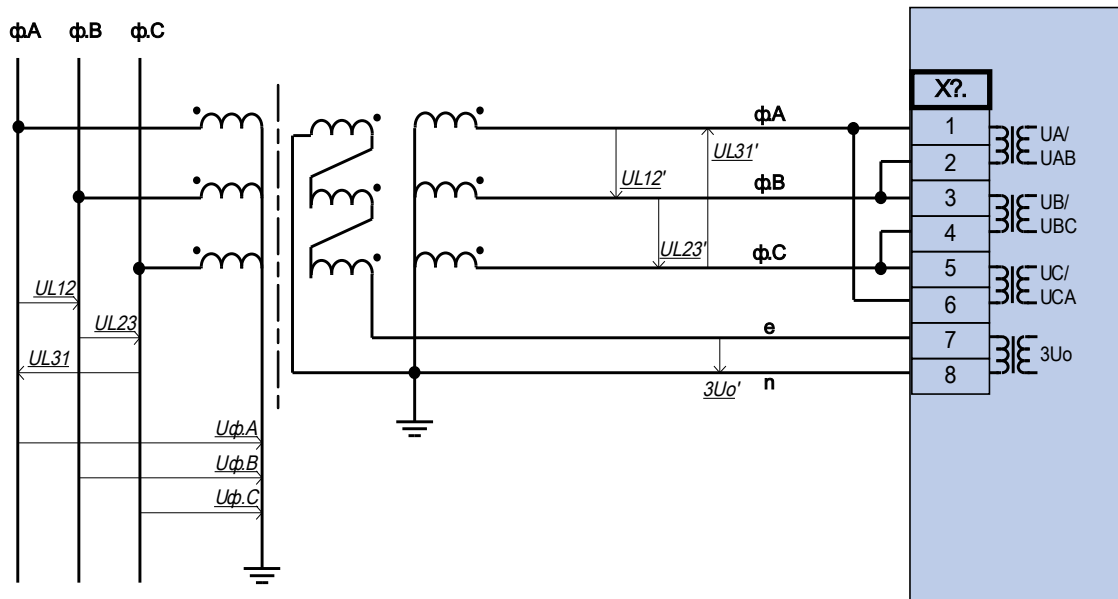 ф.А ф.В ф.С
X?.
1
2
3
4
5
6
7
8
UA/
UAB
UB/
UBC
UC/
UCA
3Uo
ф.А
ф.В
ф.С
e
n
UL12'
UL23'
UL31'
3Uo'
UL12
UL23
UL31
Uф.А
Uф.В
Uф.С